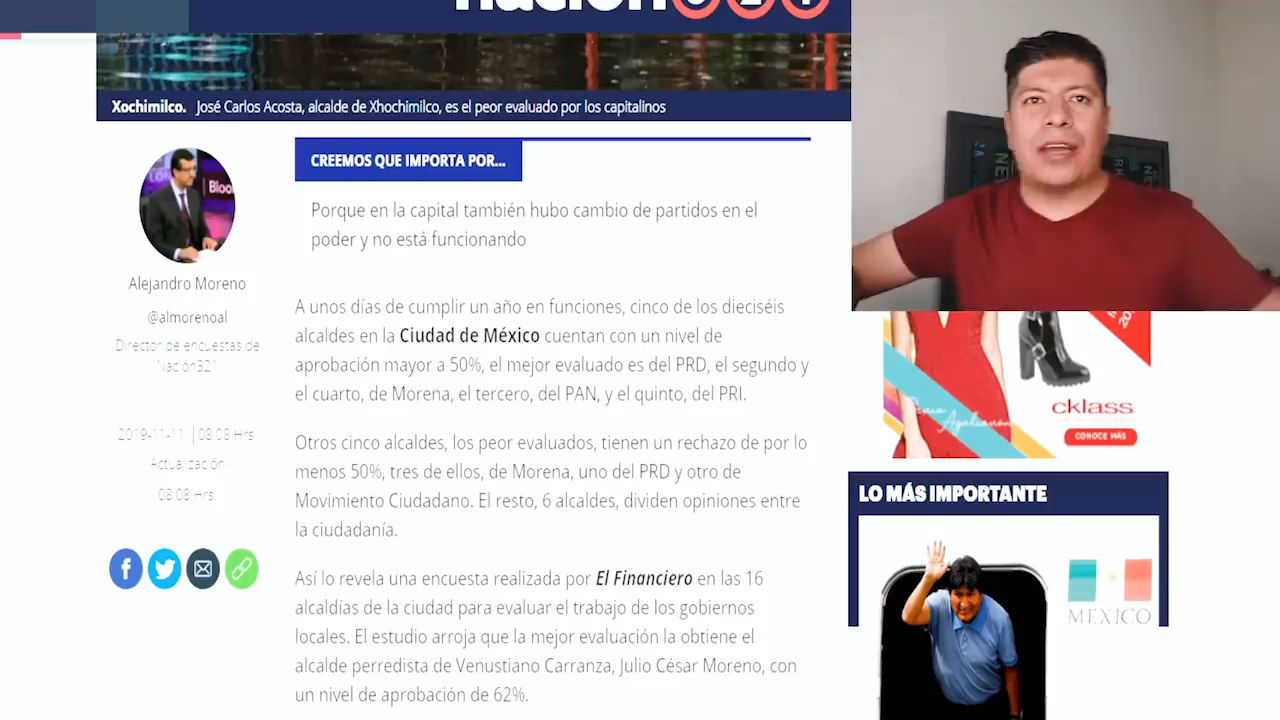 nación321
Xochimilco. José Carlos Acosta, alcalde de Xhochimilco, es el peor evaluado por los capitalinos
CREEMOS QUE IMPORTA POR...
Porque en la capital también hubo cambio de partidos en el
poder y no está funcionando
Alejandro Moreno
@almorenoal
Director de encuestas de
Nación321
2019-11-11 | 08:08 Hrs
Actualización
08:08 Hrs.
A unos días de cumplir un año en funciones, cinco de los dieciséis
alcaldes en la Ciudad de México cuentan con un nivel de
aprobación mayor a 50%, el mejor evaluado es del PRD, el segundo y
el cuarto, de Morena, el tercero, del PAN, y el quinto, del PRI.
Otros cinco alcaldes, los peor evaluados, tienen un rechazo de por lo
menos 50%, tres de ellos, de Morena, uno del PRD y otro de
Movimiento Ciudadano. El resto, 6 alcaldes, dividen opiniones entre
la ciudadanía.
Así lo revela una encuesta realizada por El Financiero en las 16
alcaldías de la ciudad para evaluar el trabajo de los gobiernos
locales. El estudio arroja que la mejor evaluación la obtiene el
alcalde perredista de Venustiano Carranza, Julio César Moreno, con
un nivel de aprobación de 62%.
cklass
CONOCE MÁS
LO MÁS IMPORTANTE
MEXICO